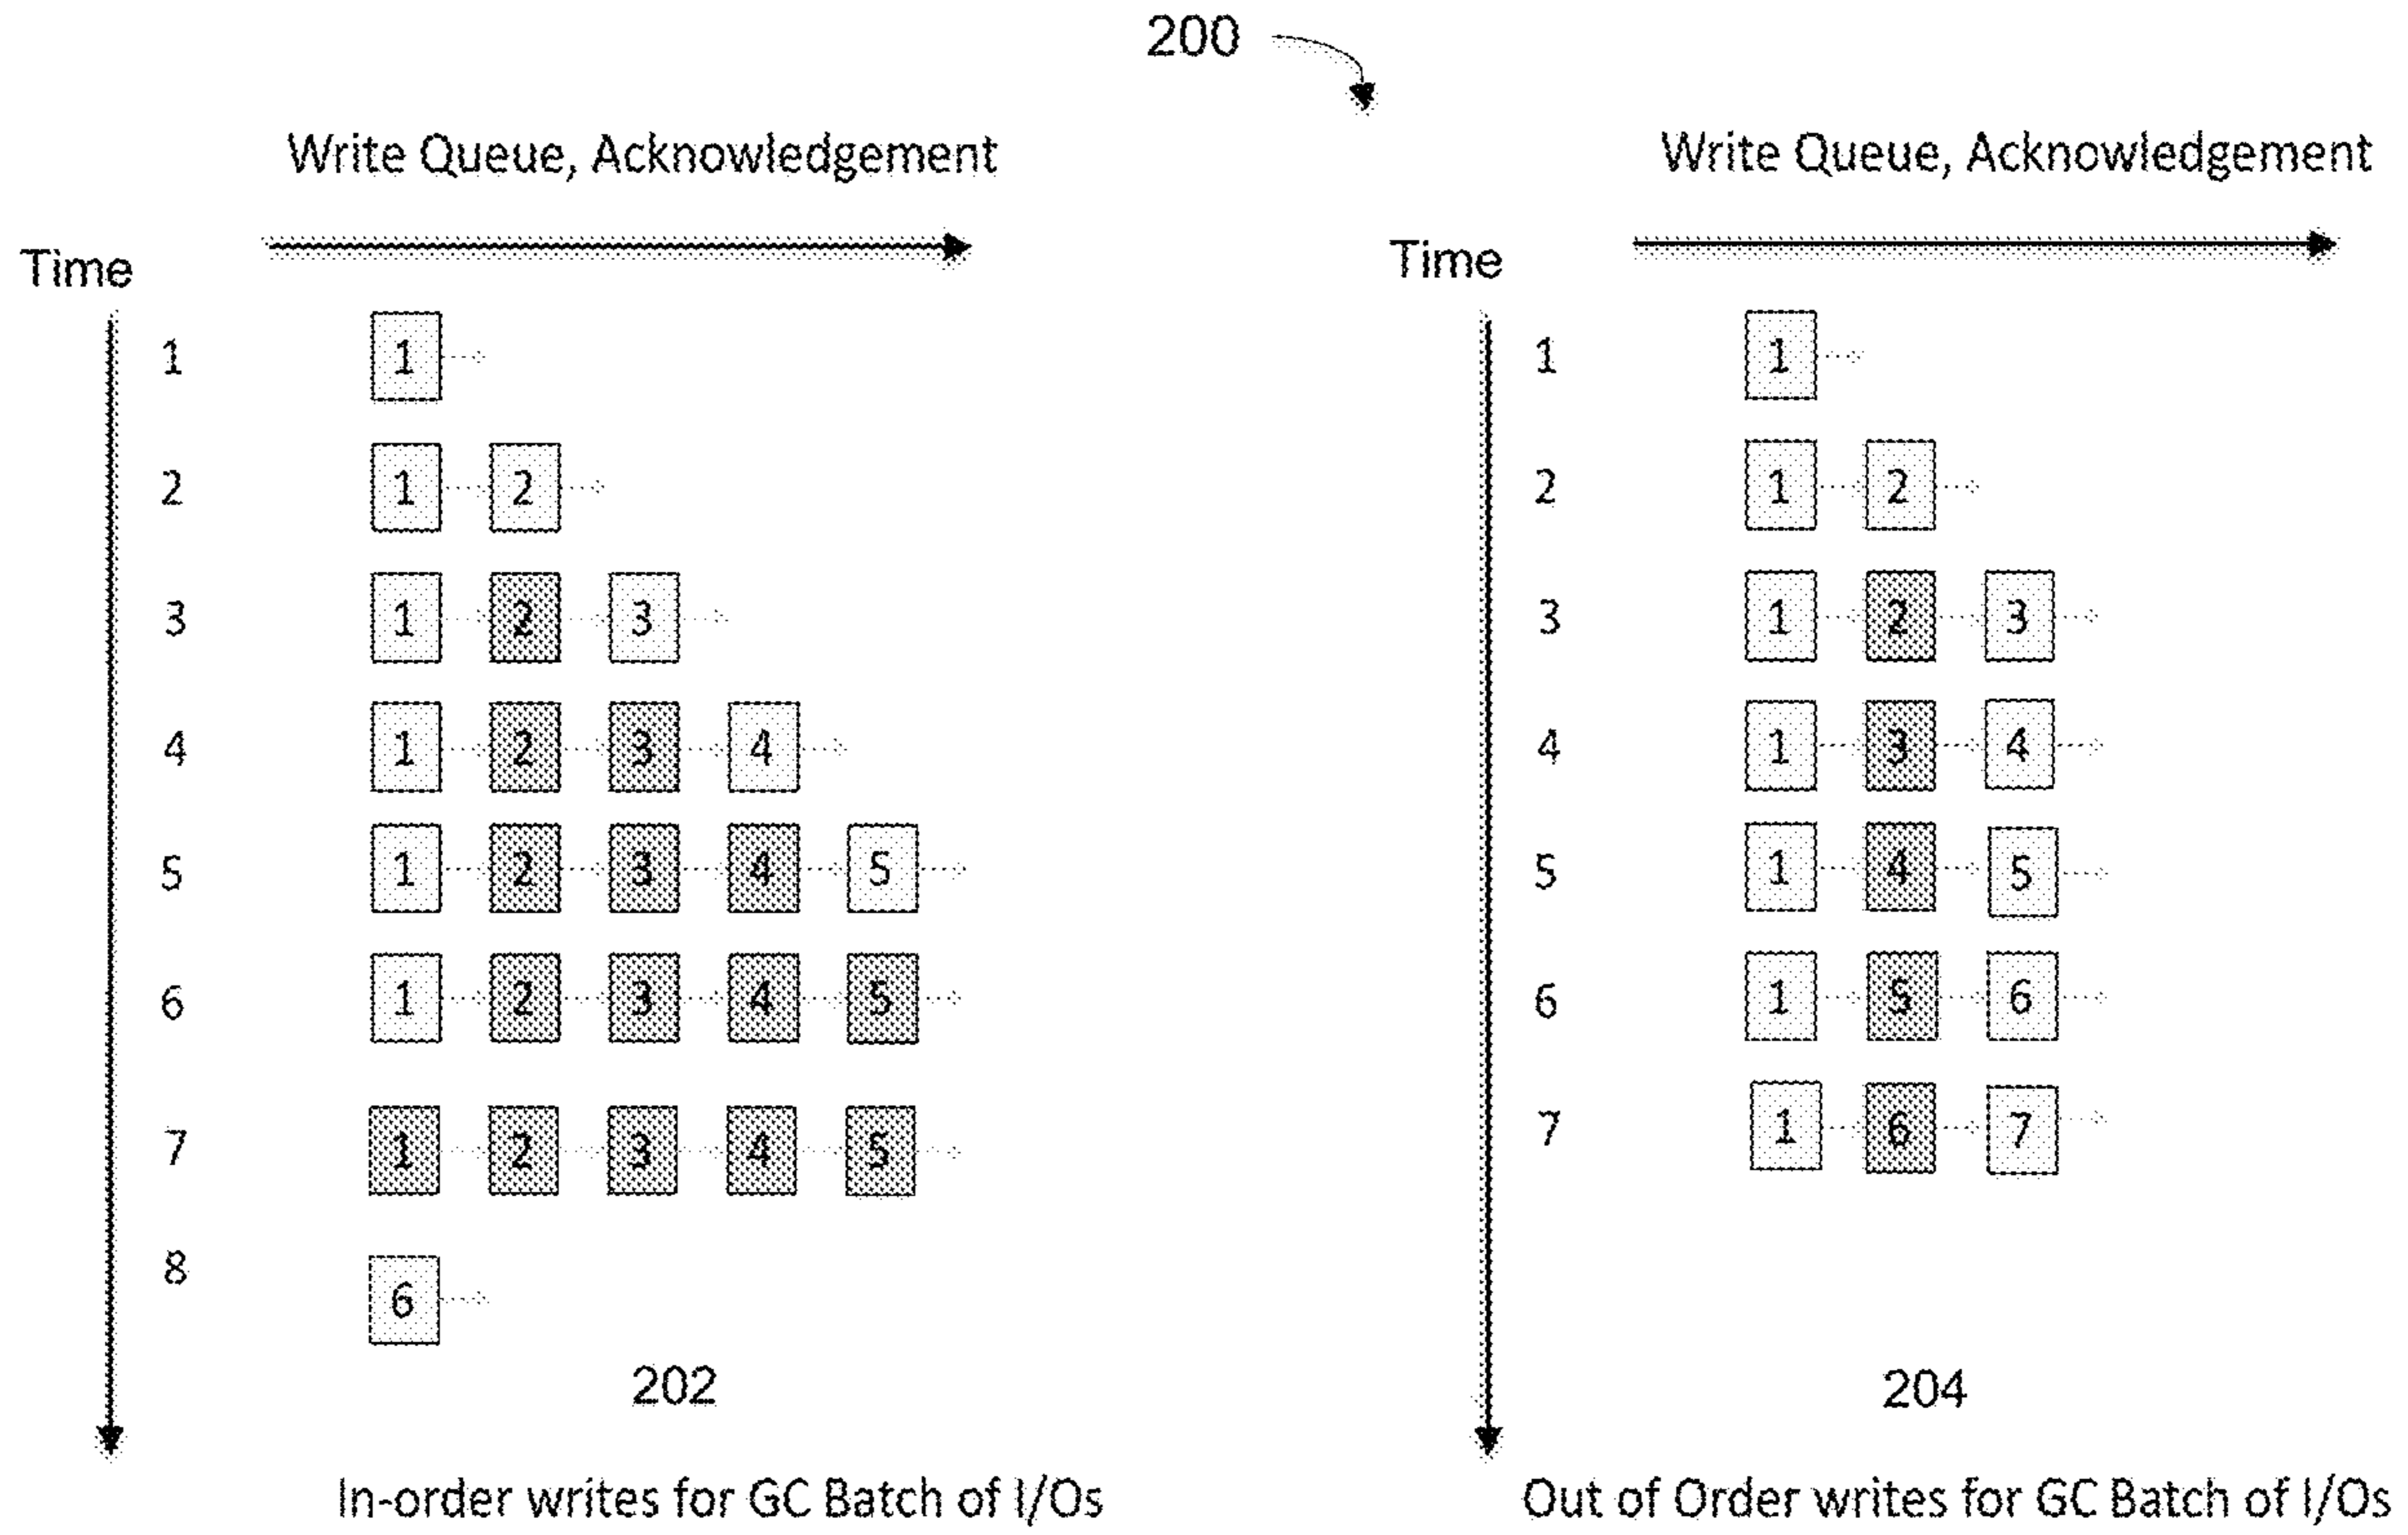 200
Write Queue, Acknowledgement
Time
1 1
2 1 2
3 1 2 3
4 1 2 3 4
5 1 2 3 4 5
6 1 2 3 4 5
7 1 2 3 4 5
8 6
202
In-order writes for GC Batch of I/Os
Write Queue, Acknowledgement
Time
1 1
2 1 2
3 1 2 3
4 1 3 4
5 1 4 5
6 1 5 6
7 1 6 7
204
Out of Order writes for GC Batch of I/Os